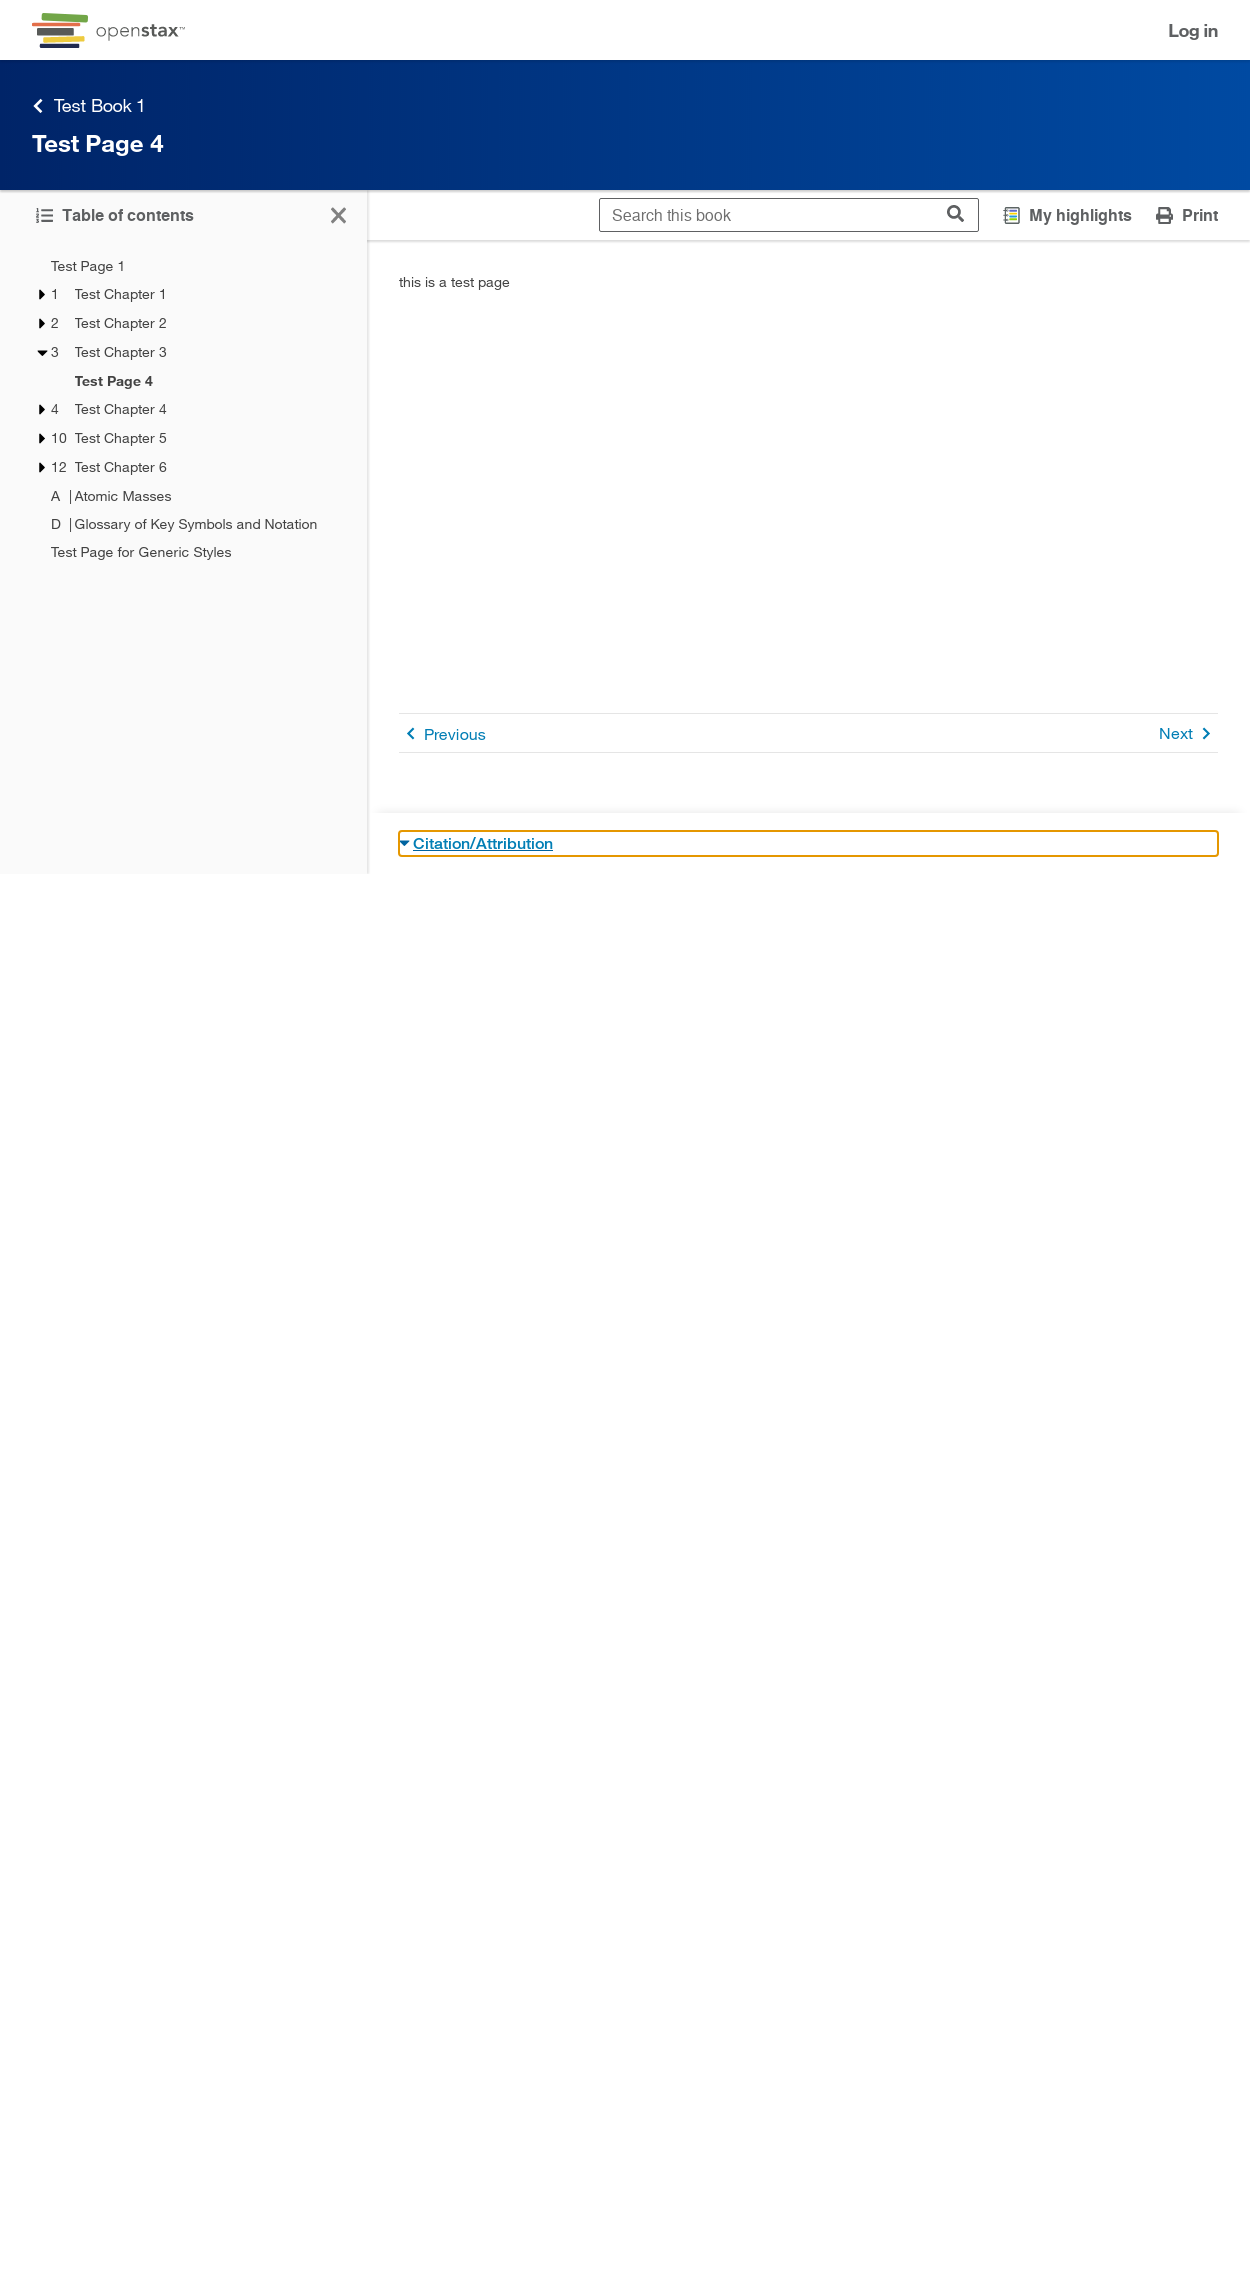 openstax™
Log in
Test Book 1
Test Page 4
Table of contents
Search this book
My highlights
Print
Test Page 1
1 Test Chapter 1
2 Test Chapter 2
3 Test Chapter 3
Test Page 4
4 Test Chapter 4
10 Test Chapter 5
12 Test Chapter 6
A | Atomic Masses
D | Glossary of Key Symbols and Notation
Test Page for Generic Styles
this is a test page
Previous
Next
Citation/Attribution